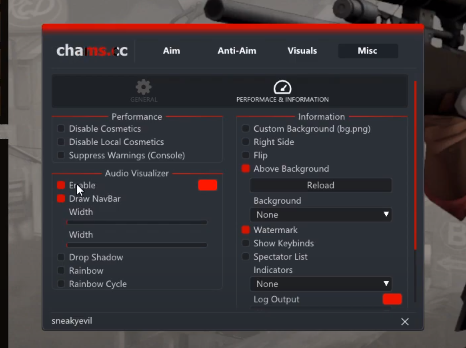 chams.cc Aim Anti-Aim Visuals Misc
GENERAL PERFORMACE & INFORMATION
Performance
Disable Cosmetics
Disable Local Cosmetics
Suppress Warnings (Console)
Audio Visualizer
Enable
Draw NavBar
Width
Width
Drop Shadow
Rainbow
Rainbow Cycle
Information
Custom Background (bg.png)
Right Side
Flip
Above Background
Reload
Background
None
Watermark
Show Keybinds
Spectator List
Indicators
None
Log Output
sneakyevil